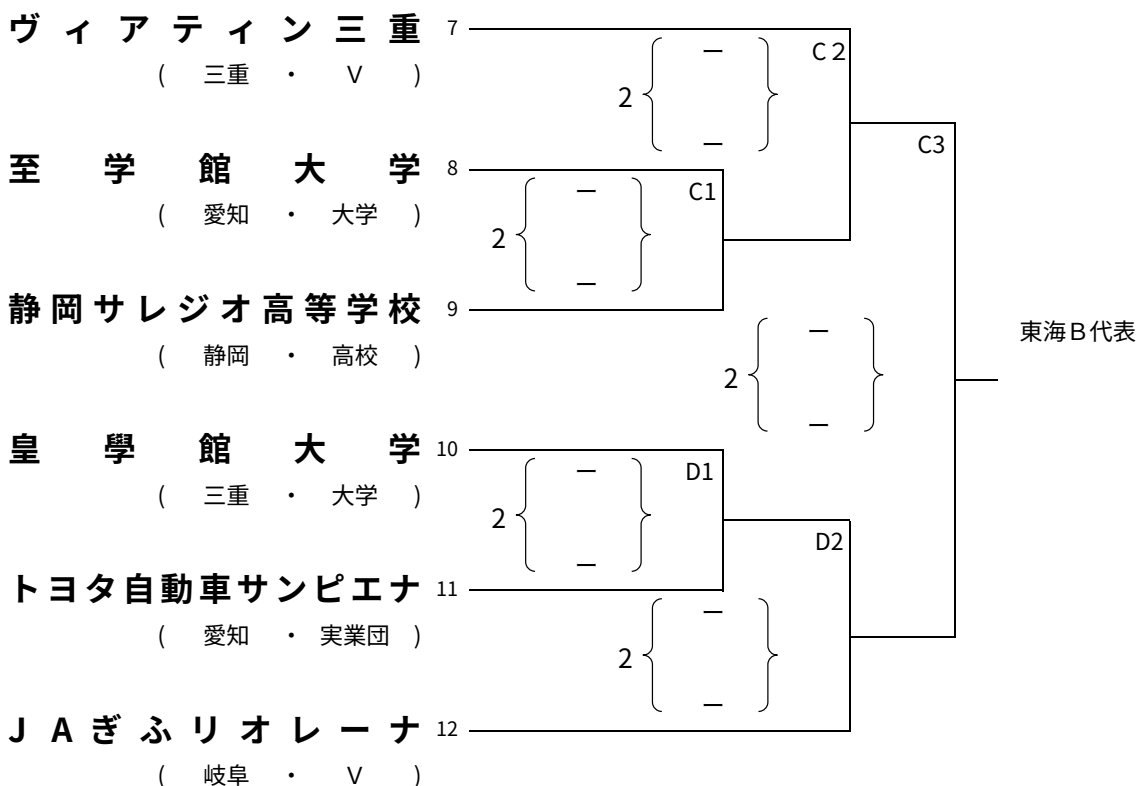 ヴィアティン三重 7
( 三重 ・ V )
C２
2 { — — }
C3
至学館大学 8
( 愛知 ・ 大学 )
C1
2 { — — }
静岡サレジオ高等学校 9
( 静岡 ・ 高校 )
2 { — — }
東海Ｂ代表
皇學館大学 10
( 三重 ・ 大学 )
D1
2 { — — }
D2
トヨタ自動車サンピエナ 11
( 愛知 ・ 実業団 )
2 { — — }
ＪＡぎふリオレーナ 12
( 岐阜 ・ V )